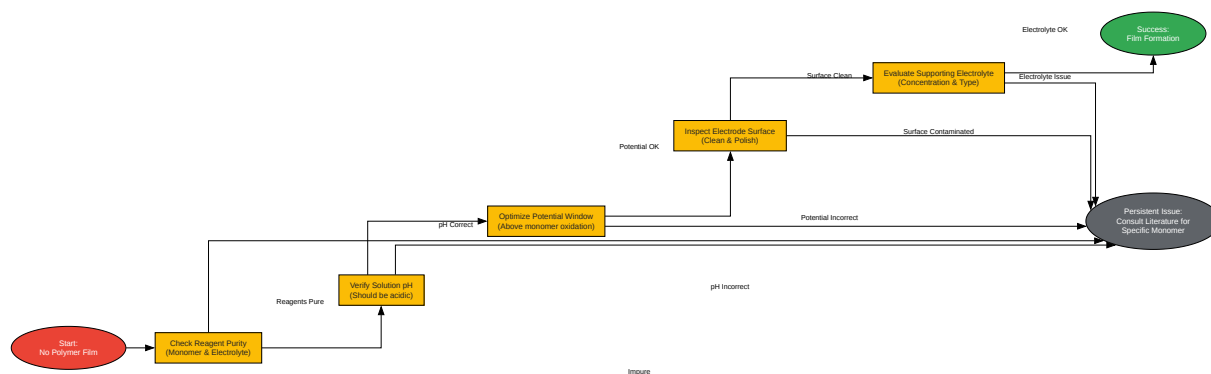 Start:
No Polymer Film
Check Reagent Purity
(Monomer & Electrolyte)
Reagents Pure
Impure
Verify Solution pH
(Should be acidic)
pH Correct
pH Incorrect
Optimize Potential Window
(Above monomer oxidation)
Potential OK
Potential Incorrect
Inspect Electrode Surface
(Clean & Polish)
Surface Clean
Surface Contaminated
Evaluate Supporting Electrolyte
(Concentration & Type)
Electrolyte OK
Electrolyte Issue
Success:
Film Formation
Persistent Issue:
Consult Literature for
Specific Monomer